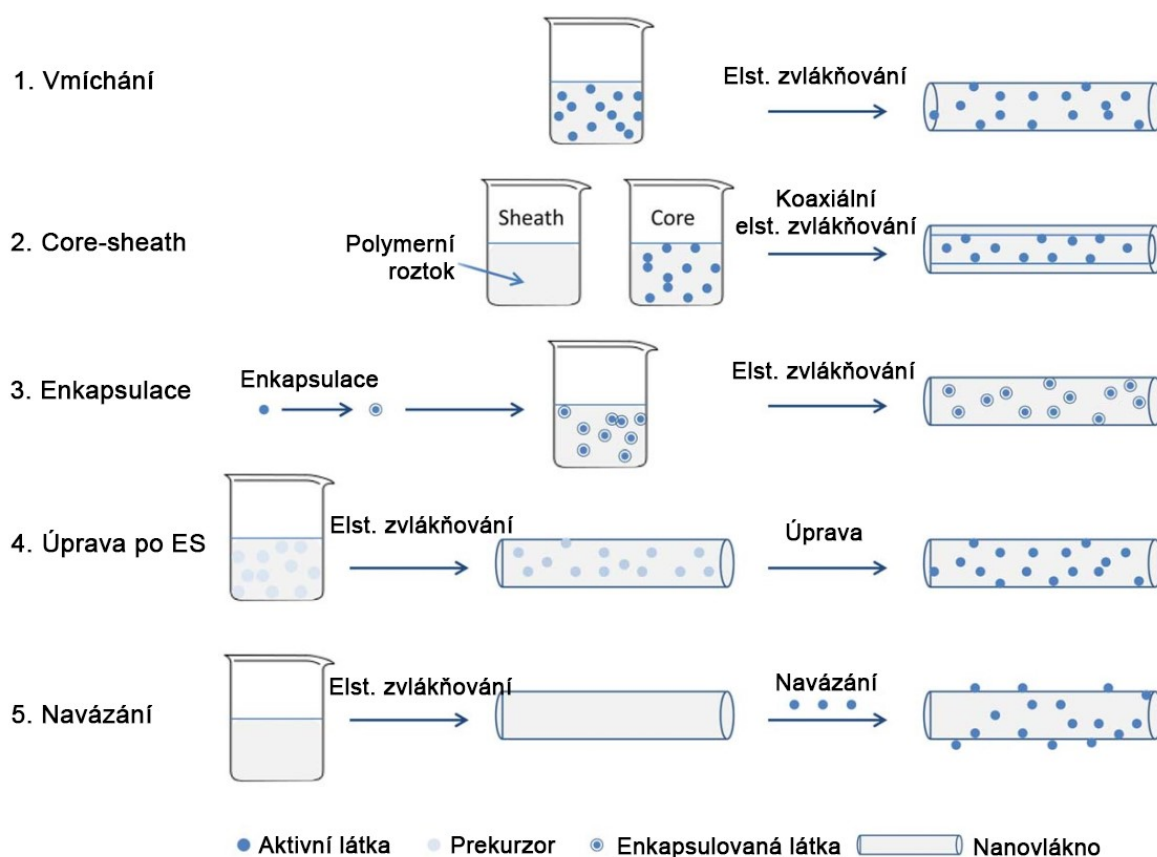 1. Vmíchání
Elst. zvlákňování
2. Core-sheath
Polymerní
roztok
Sheath
Core
Koaxiální
elst. zvlákňování
3. Enkapsulace
Enkapsulace
Elst. zvlákňování
4. Úprava po ES
Elst. zvlákňování
Úprava
5. Navázání
Elst. zvlákňování
Navázání
Aktivní látka
Prekurzor
Enkapsulovaná látka
Nanovlákno